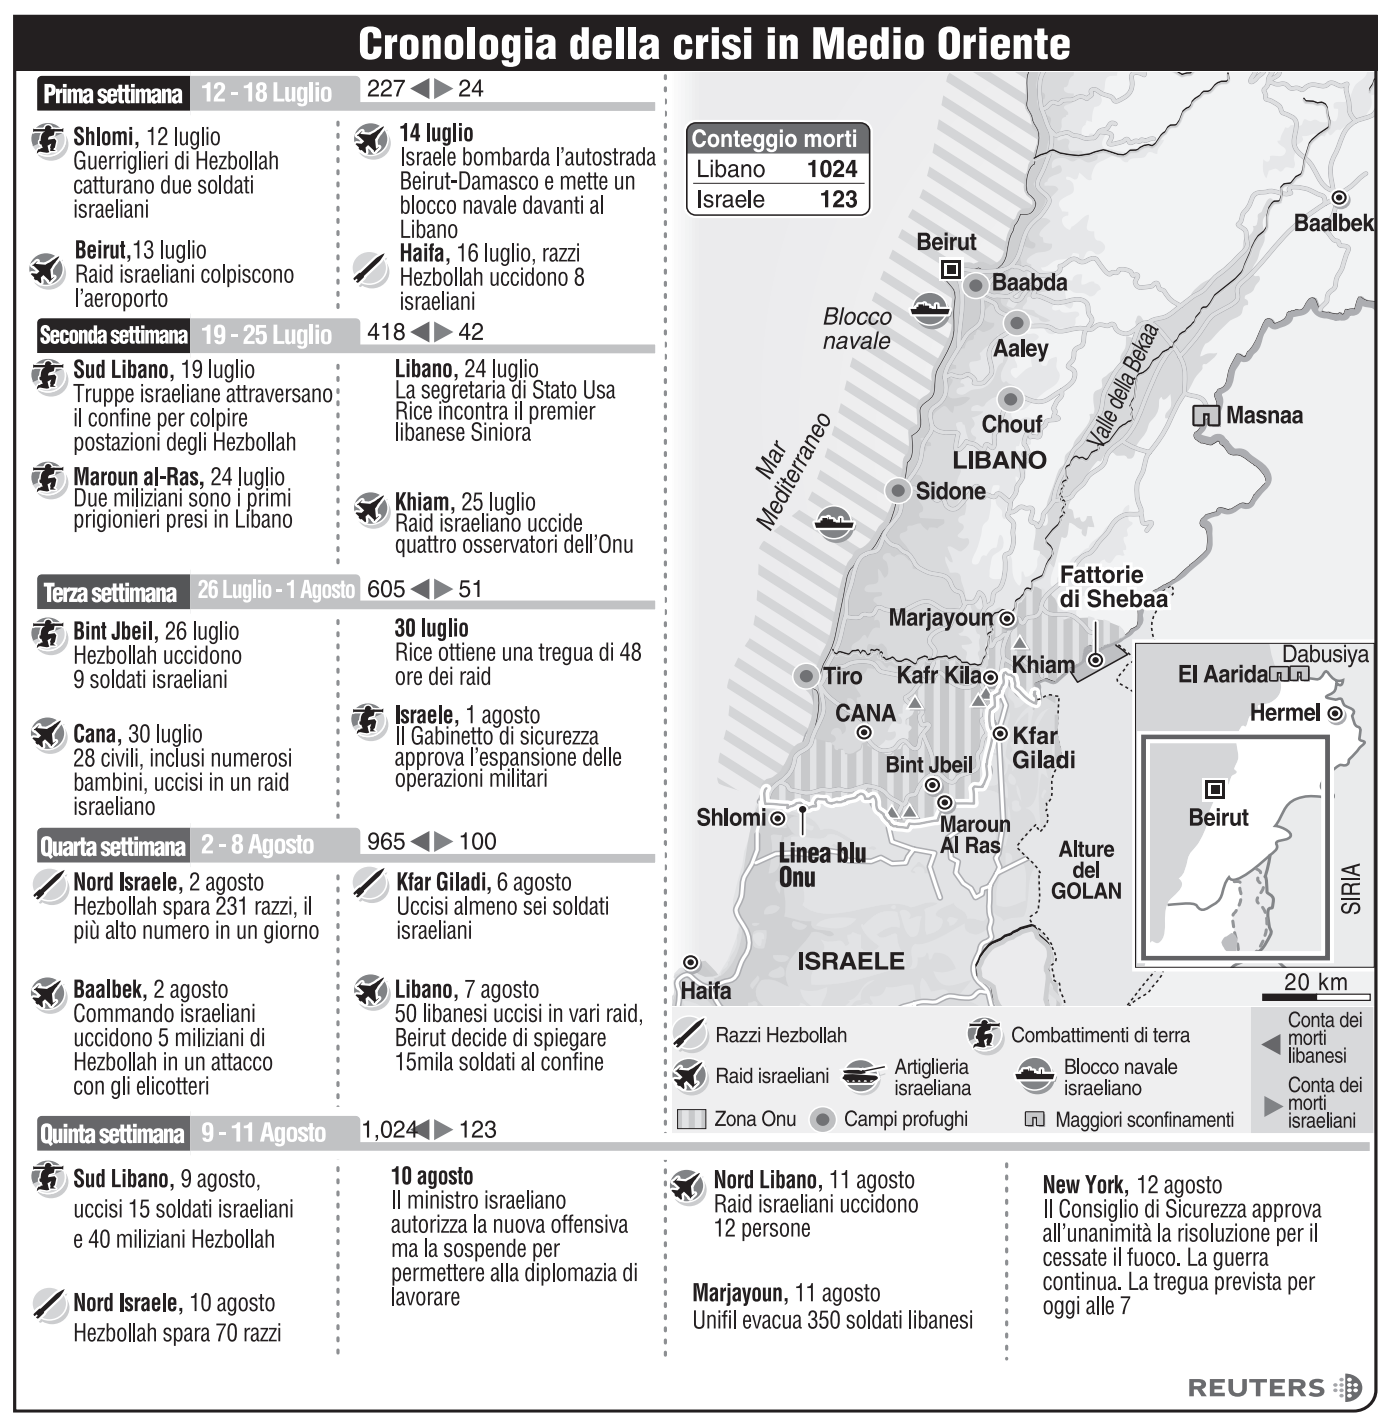 Cronologia della crisi in Medio Oriente
Prima settimana 12 - 18 Luglio 227 24
Shlomi, 12 luglio
Guerriglieri di Hezbollah
catturano due soldati
israeliani
Beirut,13 luglio
Raid israeliani colpiscono
l'aeroporto
14 luglio
Israele bombarda l'autostrada
Beirut-Damasco e mette un
blocco navale davanti al
Libano
Haifa, 16 luglio, razzi
Hezbollah uccidono 8
israeliani
Seconda settimana 19 - 25 Luglio 418 42
Sud Libano, 19 luglio
Truppe israeliane attraversano
il confine per colpire
postazioni degli Hezbollah
Maroun al-Ras, 24 luglio
Due miliziani sono i primi
prigionieri presi in Libano
Libano, 24 luglio
La segretaria di Stato Usa
Rice incontra il premier
libanese Siniora
Khiam, 25 luglio
Raid israeliano uccide
quattro osservatori dell'Onu
Terza settimana 26 Luglio - 1 Agosto 605 51
Bint Jbeil, 26 luglio
Hezbollah uccidono
9 soldati israeliani
Cana, 30 luglio
28 civili, inclusi numerosi
bambini, uccisi in un raid
israeliano
30 luglio
Rice ottiene una tregua di 48
ore dei raid
Israele, 1 agosto
Il Gabinetto di sicurezza
approva l'espansione delle
operazioni militari
Quarta settimana 2 - 8 Agosto 965 100
Nord Israele, 2 agosto
Hezbollah spara 231 razzi, il
più alto numero in un giorno
Baalbek, 2 agosto
Commando israeliani
uccidono 5 miliziani di
Hezbollah in un attacco
con gli elicotteri
Kfar Giladi, 6 agosto
Uccisi almeno sei soldati
israeliani
Libano, 7 agosto
50 libanesi uccisi in vari raid,
Beirut decide di spiegare
15mila soldati al confine
Quinta settimana 9 - 11 Agosto 1,024 123
Sud Libano, 9 agosto,
uccisi 15 soldati israeliani
e 40 miliziani Hezbollah
Nord Israele, 10 agosto
Hezbollah spara 70 razzi
10 agosto
Il ministro israeliano
autorizza la nuova offensiva
ma la sospende per
permettere alla diplomazia di
lavorare
Nord Libano, 11 agosto
Raid israeliani uccidono
12 persone
Marjayoun, 11 agosto
Unifil evacua 350 soldati libanesi
New York, 12 agosto
Il Consiglio di Sicurezza approva
all'unanimità la risoluzione per il
cessate il fuoco. La guerra
continua. La tregua prevista per
oggi alle 7
Conteggio morti
Libano 1024
Israele 123
Baalbek
Beirut
Baabda
Blocco
navale
Aaley
Valle della Bekaa
Chouf
Masnaa
Mar
Mediterraneo
LIBANO
Sidone
Fattorie
di Shebaa
Marjayoun
Khiam
Tiro
Kafr Kila
CANA
Kfar
Giladi
Bint Jbeil
Shlomi
Maroun
Al Ras
Linea blu
Onu
Alture
del
GOLAN
ISRAELE
Haifa
Dabusiya
El Aarida
Hermel
Beirut
SIRIA
20 km
Razzi Hezbollah
Combattimenti di terra
Raid israeliani
Artiglieria
israeliana
Blocco navale
israeliano
Zona Onu
Campi profughi
Maggiori sconfinamenti
Conta dei
morti
libanesi
Conta dei
morti
israeliani
REUTERS